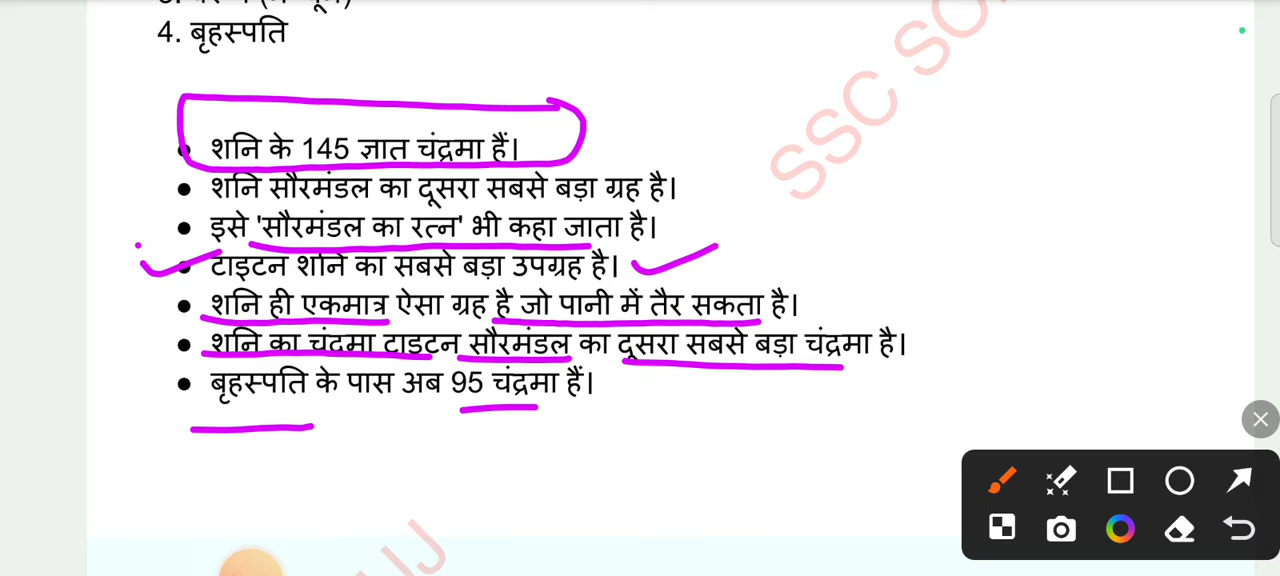 4. बृहस्पति
SSC
● शनि के 145 ज्ञात चंद्रमा हैं।
● शनि सौरमंडल का दूसरा सबसे बड़ा ग्रह है।
● इसे 'सौरमंडल का रत्न' भी कहा जाता है।
● टाइटन शनि का सबसे बड़ा उपग्रह है।
● शनि ही एकमात्र ऐसा ग्रह है जो पानी में तैर सकता है।
● शनि का चंद्रमा टाइटन सौरमंडल का दूसरा सबसे बड़ा चंद्रमा है।
● बृहस्पति के पास अब 95 चंद्रमा हैं।